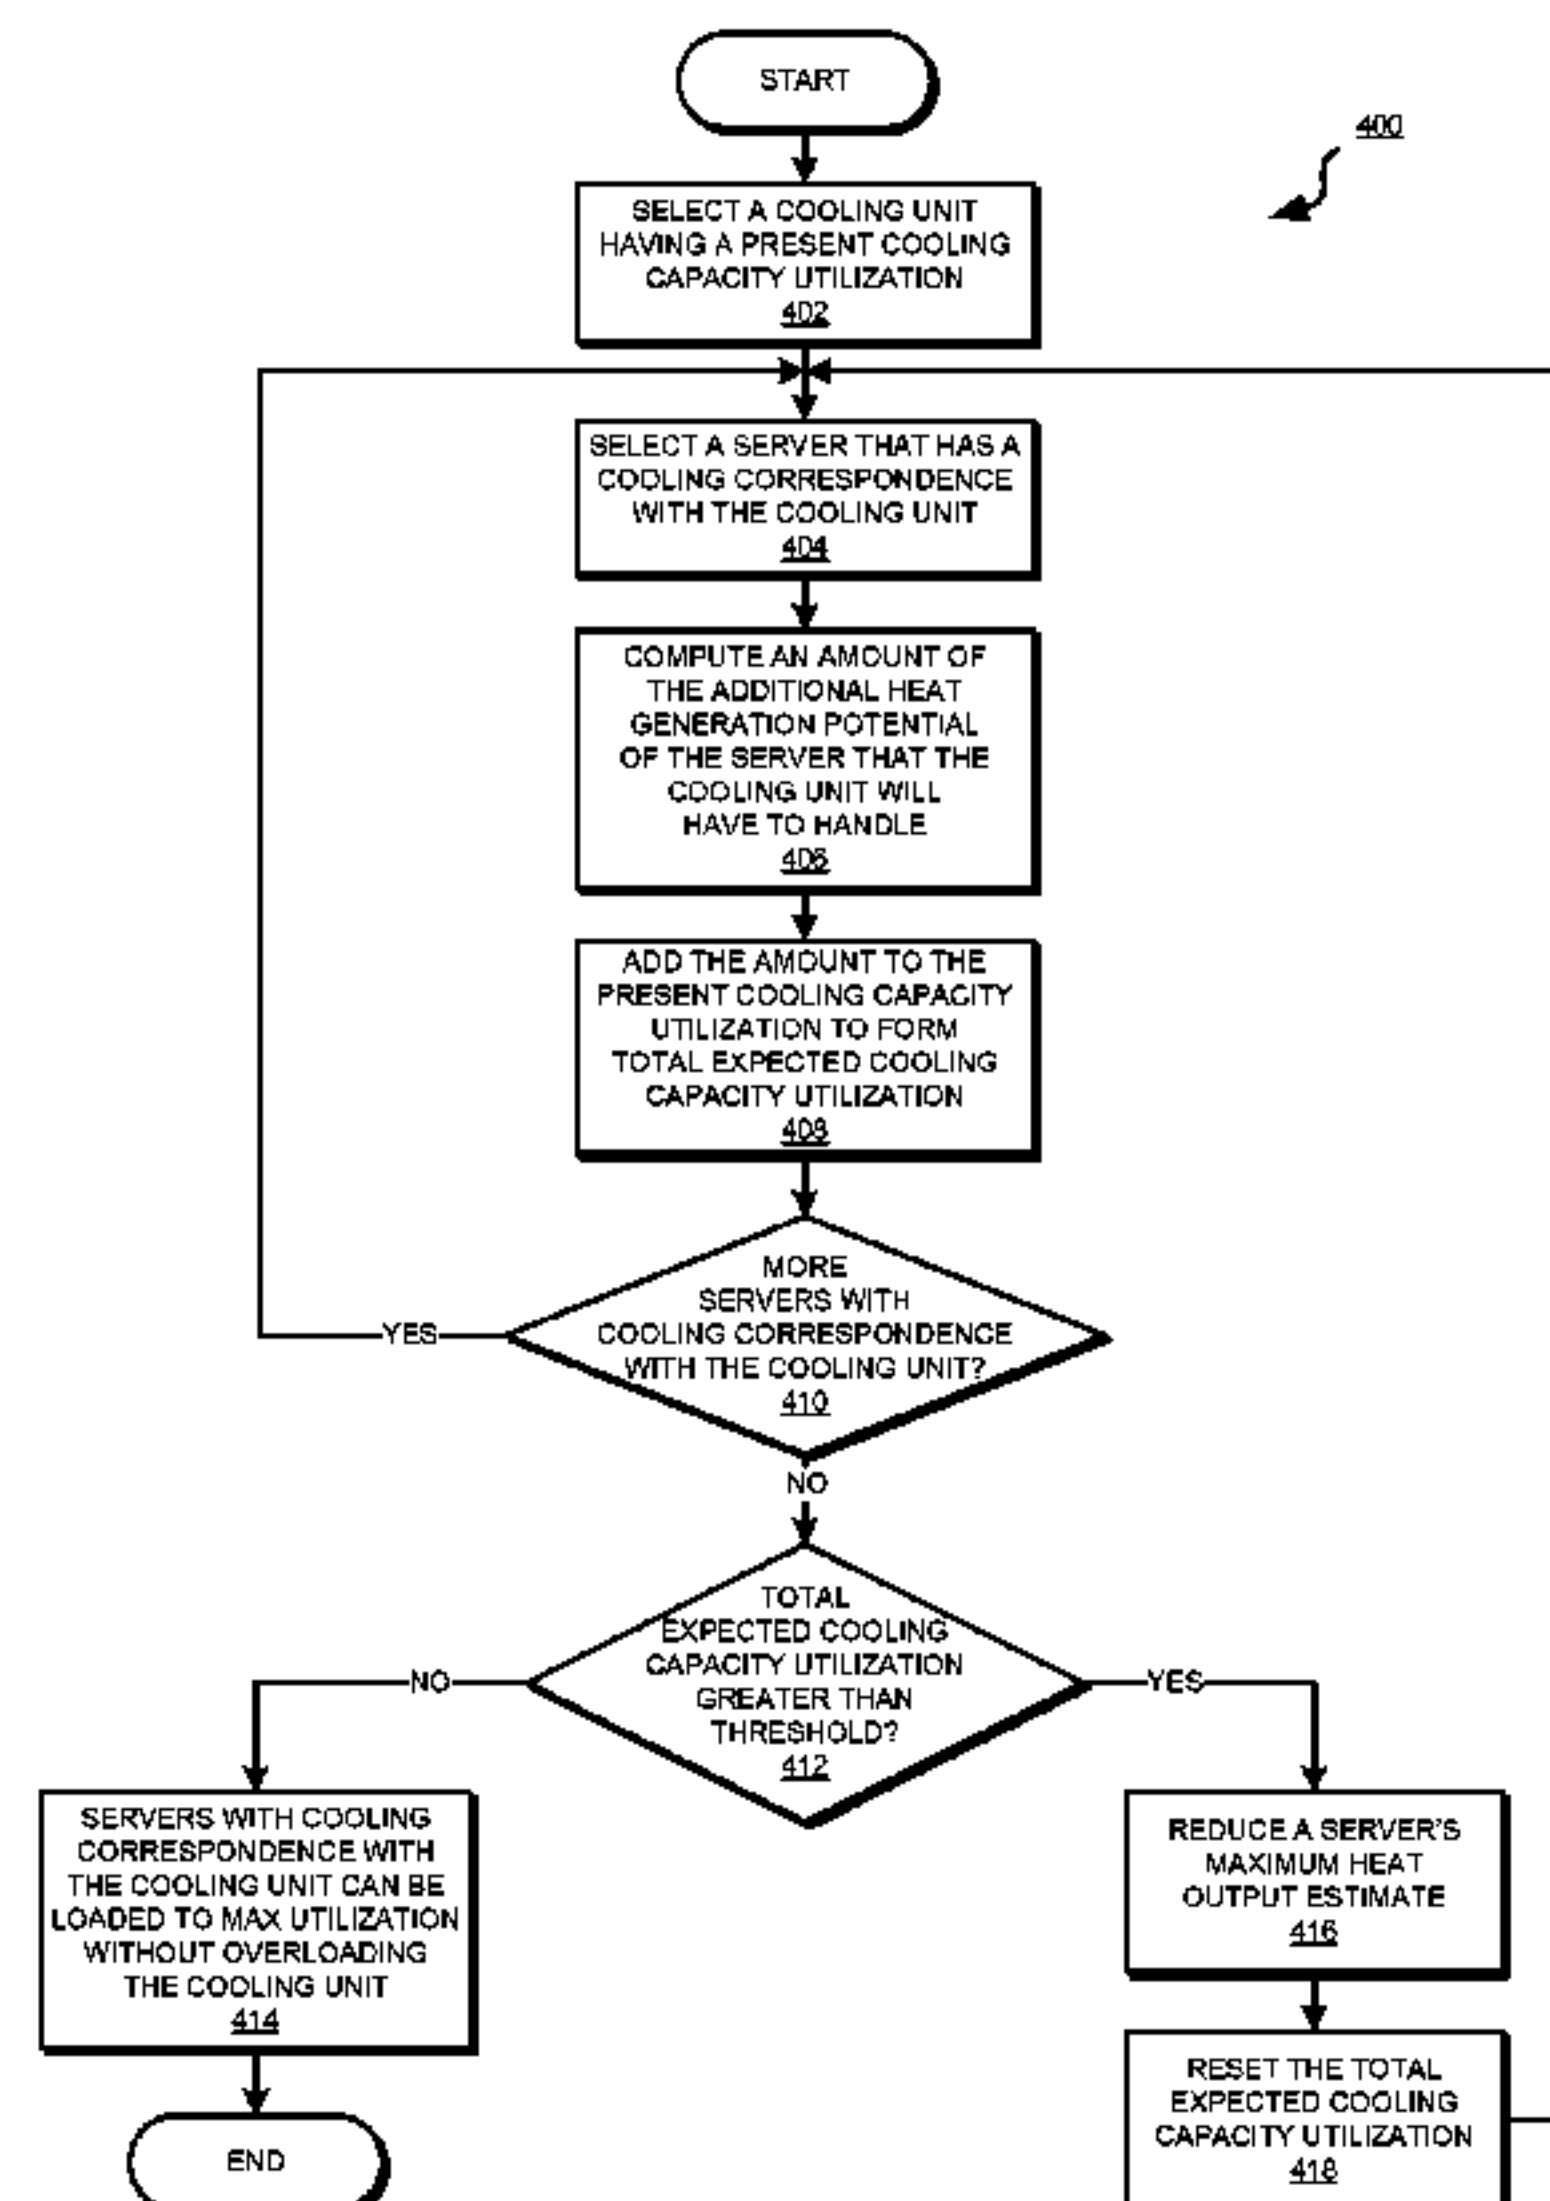 START
400
SELECT A COOLING UNIT
HAVING A PRESENT COOLING
CAPACITY UTILIZATION
402
SELECT A SERVER THAT HAS A
COOLING CORRESPONDENCE
WITH THE COOLING UNIT
404
COMPUTE AN AMOUNT OF
THE ADDITIONAL HEAT
GENERATION POTENTIAL
OF THE SERVER THAT THE
COOLING UNIT WILL
HAVE TO HANDLE
406
ADD THE AMOUNT TO THE
PRESENT COOLING CAPACITY
UTILIZATION TO FORM
TOTAL EXPECTED COOLING
CAPACITY UTILIZATION
408
MORE
SERVERS WITH
COOLING CORRESPONDENCE
WITH THE COOLING UNIT?
410
YES
NO
TOTAL
EXPECTED COOLING
CAPACITY UTILIZATION
GREATER THAN
THRESHOLD?
412
NO
YES
SERVERS WITH COOLING
CORRESPONDENCE WITH
THE COOLING UNIT CAN BE
LOADED TO MAX UTILIZATION
WITHOUT OVERLOADING
THE COOLING UNIT
414
REDUCE A SERVER'S
MAXIMUM HEAT
OUTPUT ESTIMATE
416
RESET THE TOTAL
EXPECTED COOLING
CAPACITY UTILIZATION
418
END